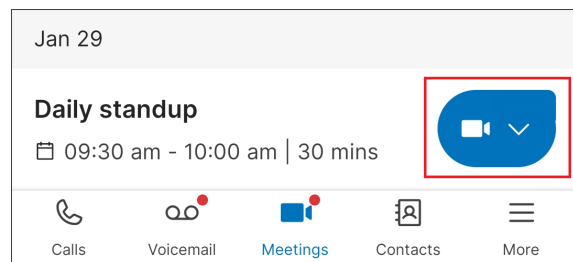 Jan 29
Daily standup
09:30 am - 10:00 am | 30 mins
Calls Voicemail Meetings Contacts More